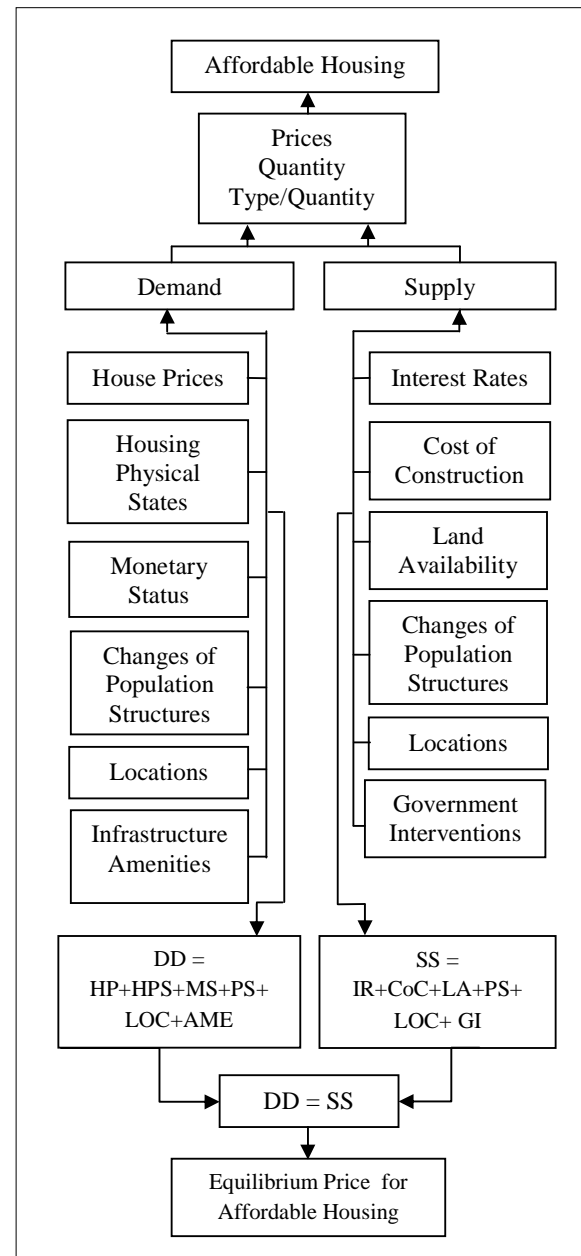 Affordable Housing
Prices
Quantity
Type/Quantity
Demand
Supply
House Prices
Housing
Physical
States
Monetary
Status
Changes of
Population
Structures
Locations
Infrastructure
Amenities
Interest Rates
Cost of
Construction
Land
Availability
Changes of
Population
Structures
Locations
Government
Interventions
DD =
HP+HPS+MS+PS+
LOC+AME
SS =
IR+CoC+LA+PS+
LOC+ GI
DD = SS
Equilibrium Price for
Affordable Housing